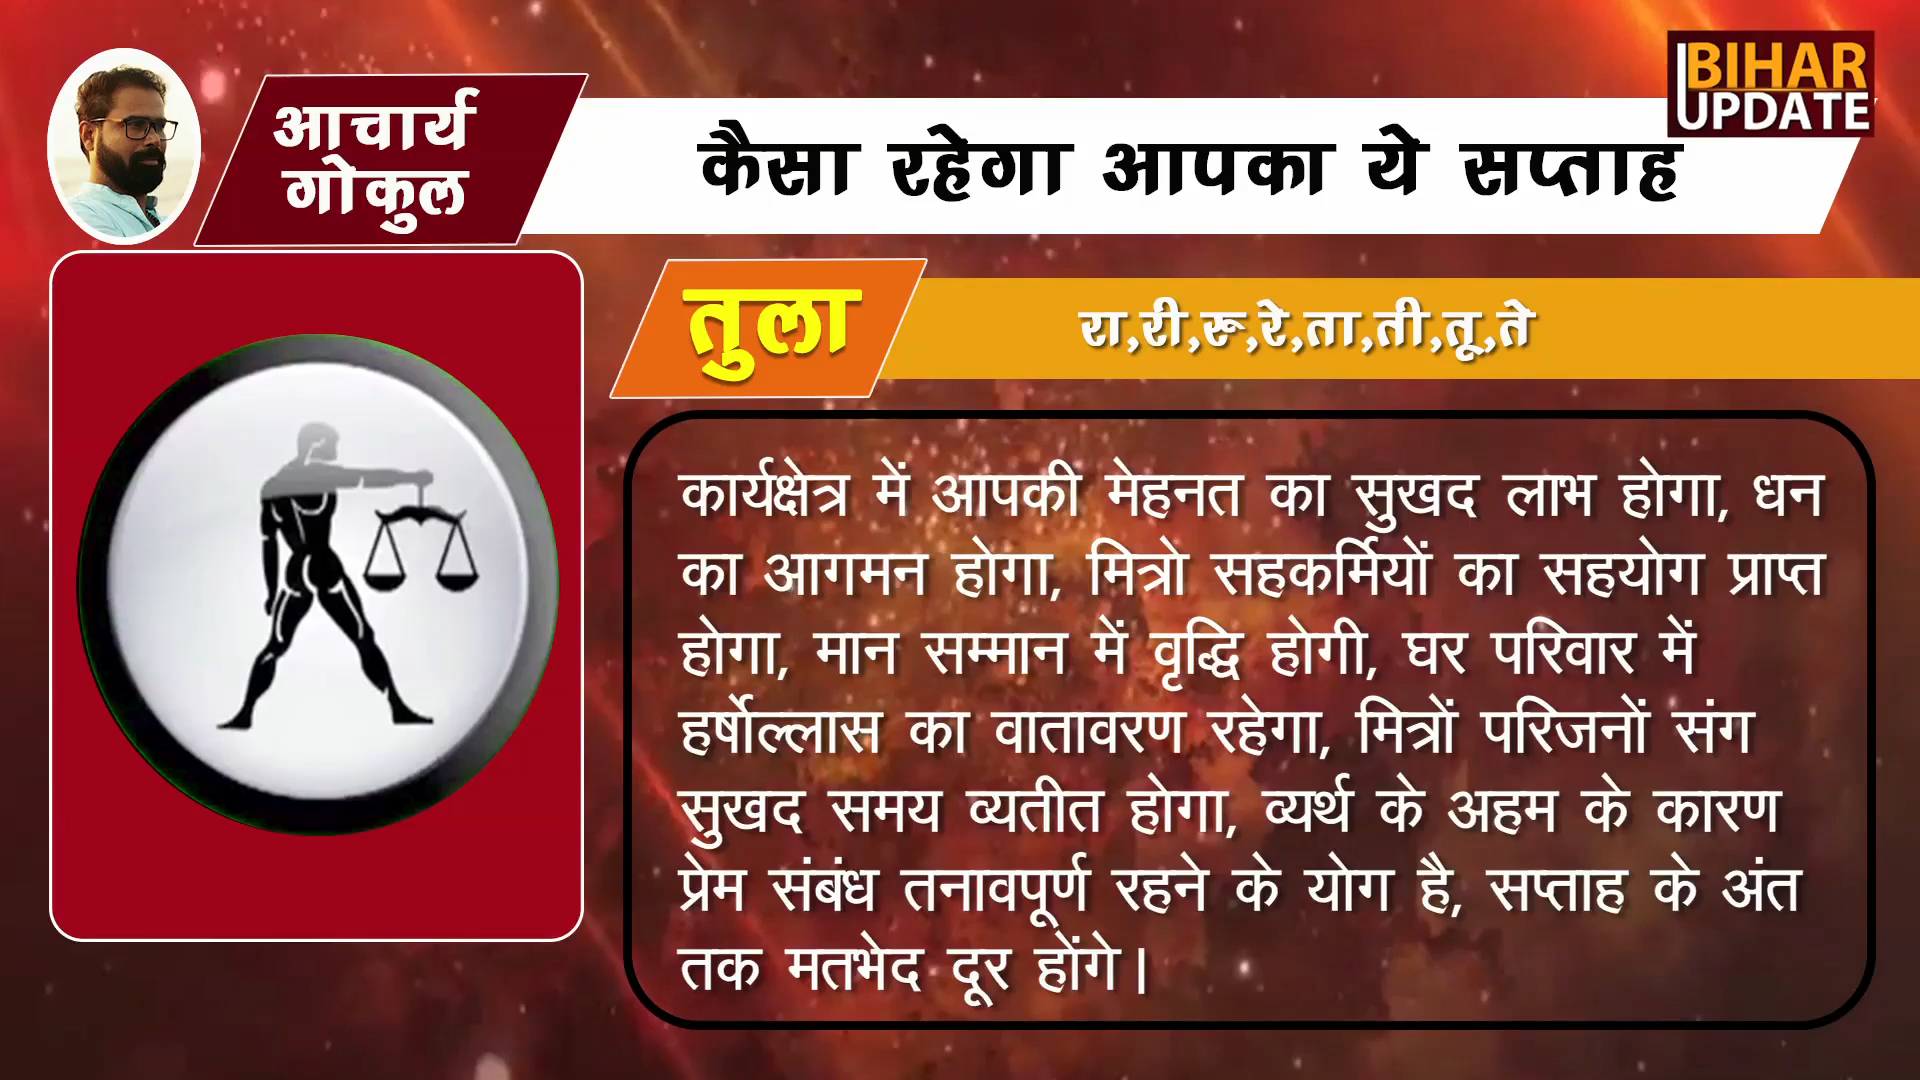 आचार्य
गोकुल
कैसा रहेगा आपका ये सप्ताह
BIHAR
UPDATE
तुला
रा,री,रू,रे,ता,ती,तू,ते
कार्यक्षेत्र में आपकी मेहनत का सुखद लाभ होगा, धन
का आगमन होगा, मित्रो सहकर्मियों का सहयोग प्राप्त
होगा, मान सम्मान में वृद्धि होगी, घर परिवार में
हर्षोल्लास का वातावरण रहेगा, मित्रों परिजनों संग
सुखद समय व्यतीत होगा, व्यर्थ के अहम के कारण
प्रेम संबंध तनावपूर्ण रहने के योग है, सप्ताह के अंत
तक मतभेद दूर होंगे।